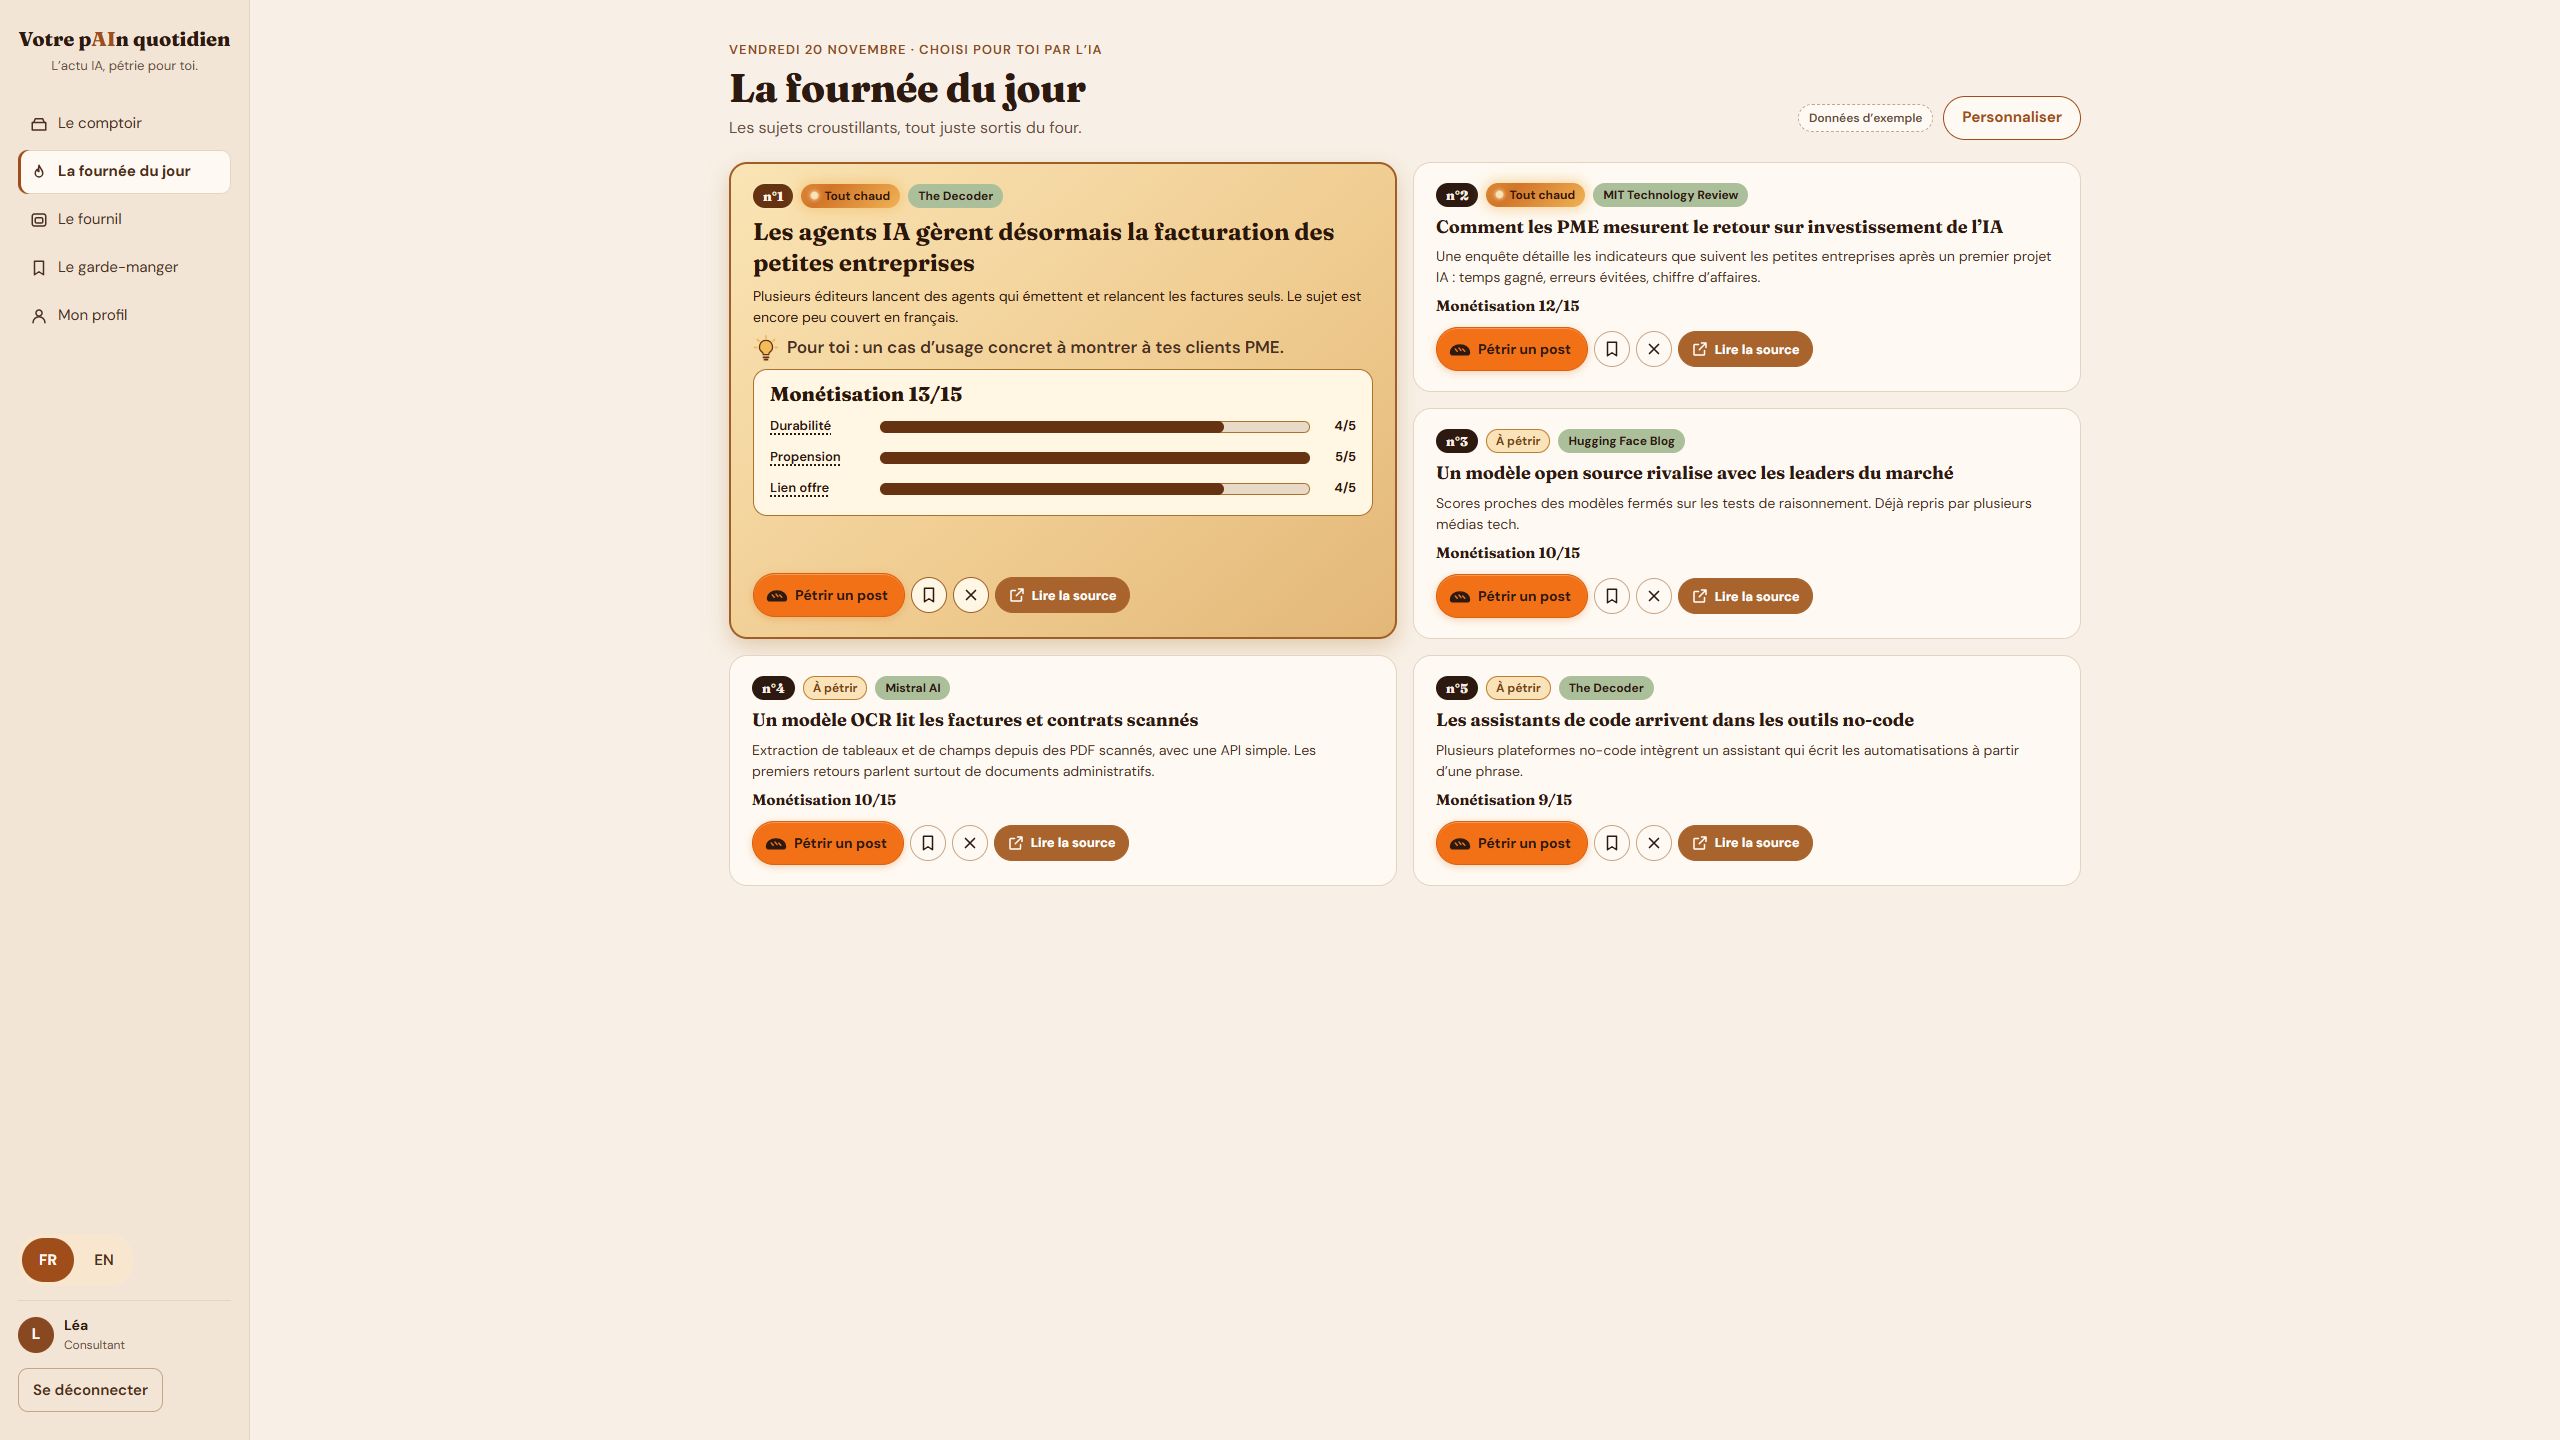 Votre pAIn quotidien
L’actu IA, pétrie pour toi.
Le comptoir
La fournée du jour
Le fournil
Le garde-manger
Mon profil
FR
EN
L
Léa
Consultant
Se déconnecter
VENDREDI 20 NOVEMBRE · CHOISI POUR TOI PAR L’IA
La fournée du jour
Les sujets croustillants, tout juste sortis du four.
Données d’exemple
Personnaliser
n°1
Tout chaud
The Decoder
Les agents IA gèrent désormais la facturation des
petites entreprises
Plusieurs éditeurs lancent des agents qui émettent et relancent les factures seuls. Le sujet est
encore peu couvert en français.
Pour toi : un cas d’usage concret à montrer à tes clients PME.
Monétisation 13/15
Durabilité 4/5
Propension 5/5
Lien offre 4/5
Pétrir un post
Lire la source
n°2
Tout chaud
MIT Technology Review
Comment les PME mesurent le retour sur investissement de l’IA
Une enquête détaille les indicateurs que suivent les petites entreprises après un premier projet
IA : temps gagné, erreurs évitées, chiffre d’affaires.
Monétisation 12/15
Pétrir un post
Lire la source
n°3
À pétrir
Hugging Face Blog
Un modèle open source rivalise avec les leaders du marché
Scores proches des modèles fermés sur les tests de raisonnement. Déjà repris par plusieurs
médias tech.
Monétisation 10/15
Pétrir un post
Lire la source
n°4
À pétrir
Mistral AI
Un modèle OCR lit les factures et contrats scannés
Extraction de tableaux et de champs depuis des PDF scannés, avec une API simple. Les
premiers retours parlent surtout de documents administratifs.
Monétisation 10/15
Pétrir un post
Lire la source
n°5
À pétrir
The Decoder
Les assistants de code arrivent dans les outils no-code
Plusieurs plateformes no-code intègrent un assistant qui écrit les automatisations à partir
d’une phrase.
Monétisation 9/15
Pétrir un post
Lire la source